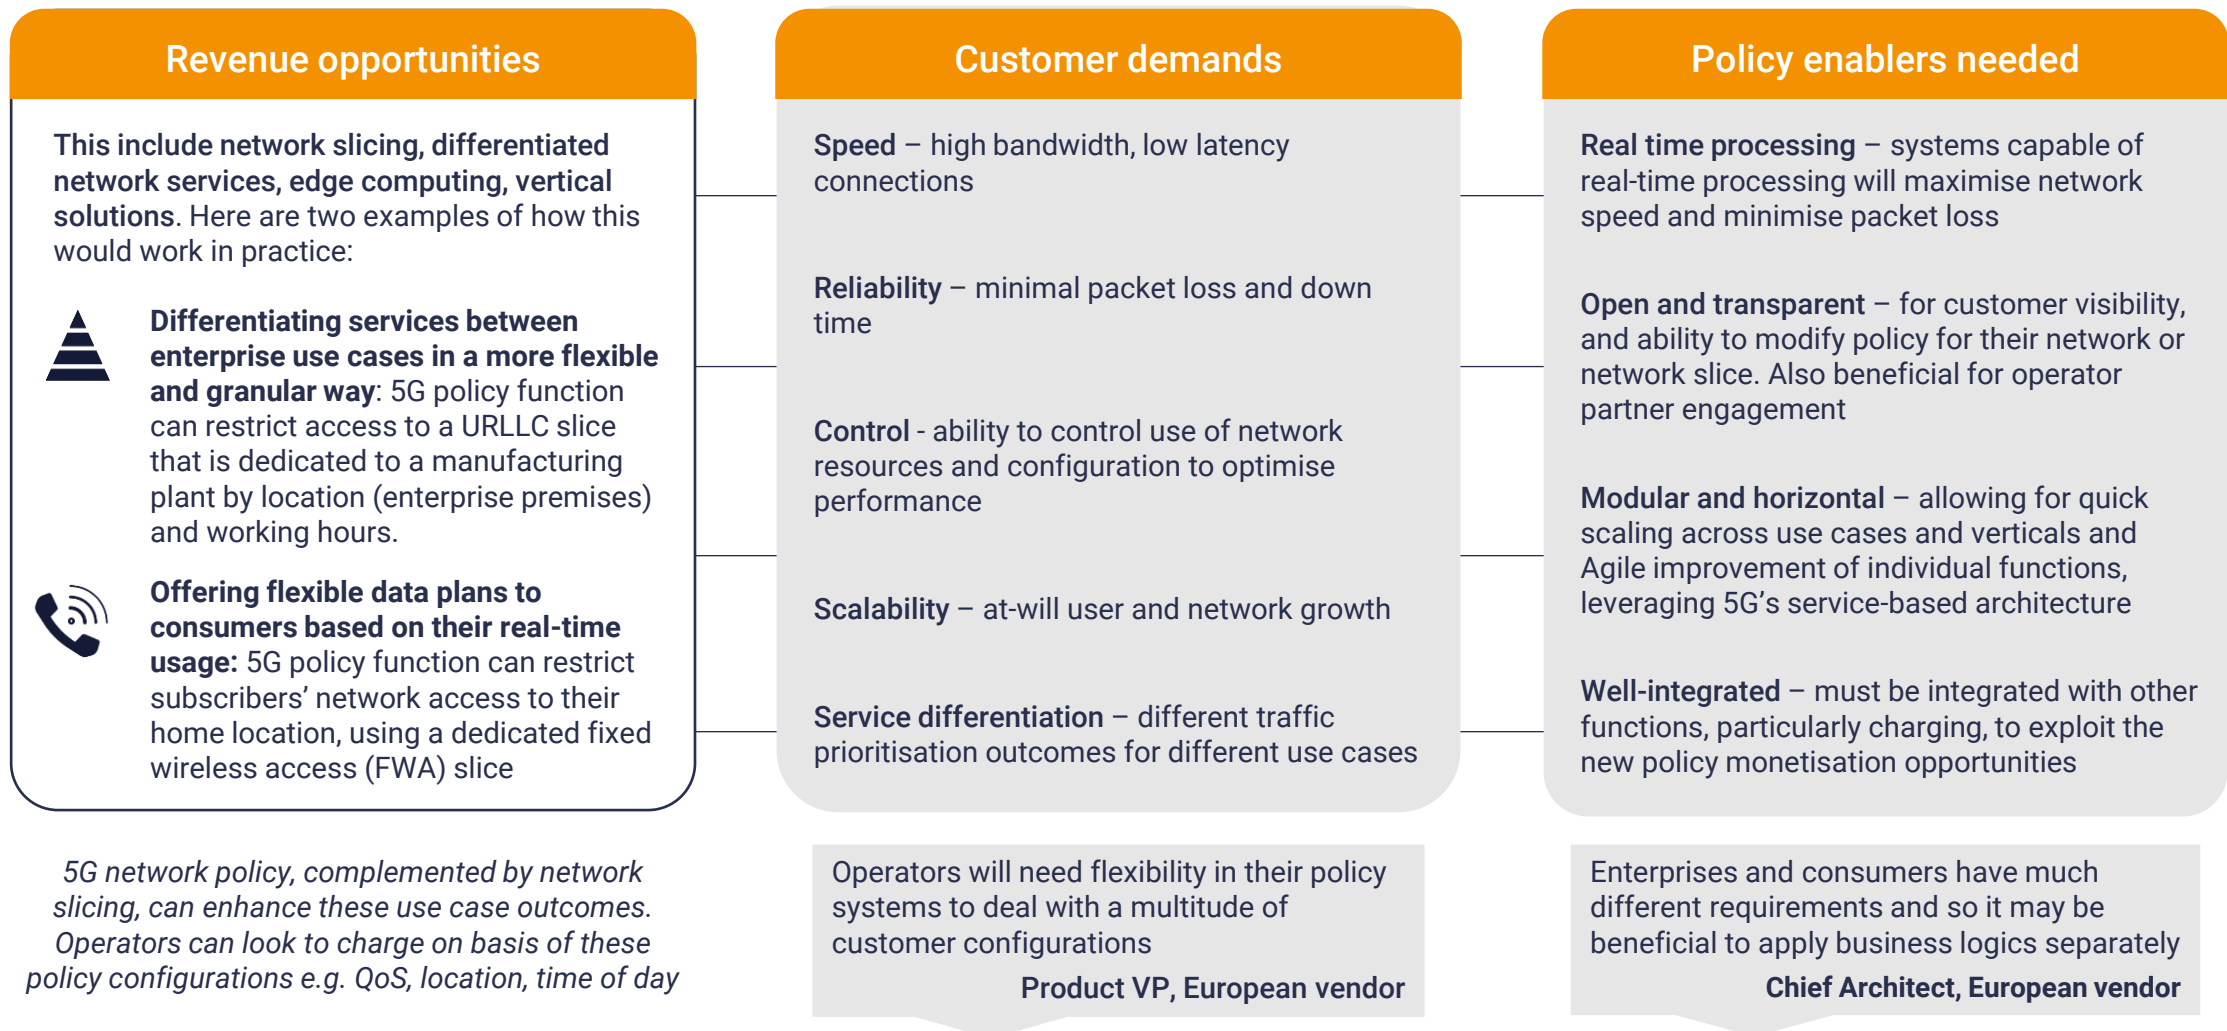 Revenue opportunities
This include network slicing, differentiated
network services, edge computing, vertical
solutions. Here are two examples of how this
would work in practice:
Differentiating services between
enterprise use cases in a more flexible
and granular way: 5G policy function
can restrict access to a URLLC slice
that is dedicated to a manufacturing
plant by location (enterprise premises)
and working hours.
Offering flexible data plans to
consumers based on their real-time
usage: 5G policy function can restrict
subscribers’ network access to their
home location, using a dedicated fixed
wireless access (FWA) slice
5G network policy, complemented by network
slicing, can enhance these use case outcomes.
Operators can look to charge on basis of these
policy configurations e.g. QoS, location, time of day
Customer demands
Speed – high bandwidth, low latency
connections
Reliability – minimal packet loss and down
time
Control - ability to control use of network
resources and configuration to optimise
performance
Scalability – at-will user and network growth
Service differentiation – different traffic
prioritisation outcomes for different use cases
Operators will need flexibility in their policy
systems to deal with a multitude of
customer configurations
Product VP, European vendor
Policy enablers needed
Real time processing – systems capable of
real-time processing will maximise network
speed and minimise packet loss
Open and transparent – for customer visibility,
and ability to modify policy for their network or
network slice. Also beneficial for operator
partner engagement
Modular and horizontal – allowing for quick
scaling across use cases and verticals and
Agile improvement of individual functions,
leveraging 5G’s service-based architecture
Well-integrated – must be integrated with other
functions, particularly charging, to exploit the
new policy monetisation opportunities
Enterprises and consumers have much
different requirements and so it may be
beneficial to apply business logics separately
Chief Architect, European vendor